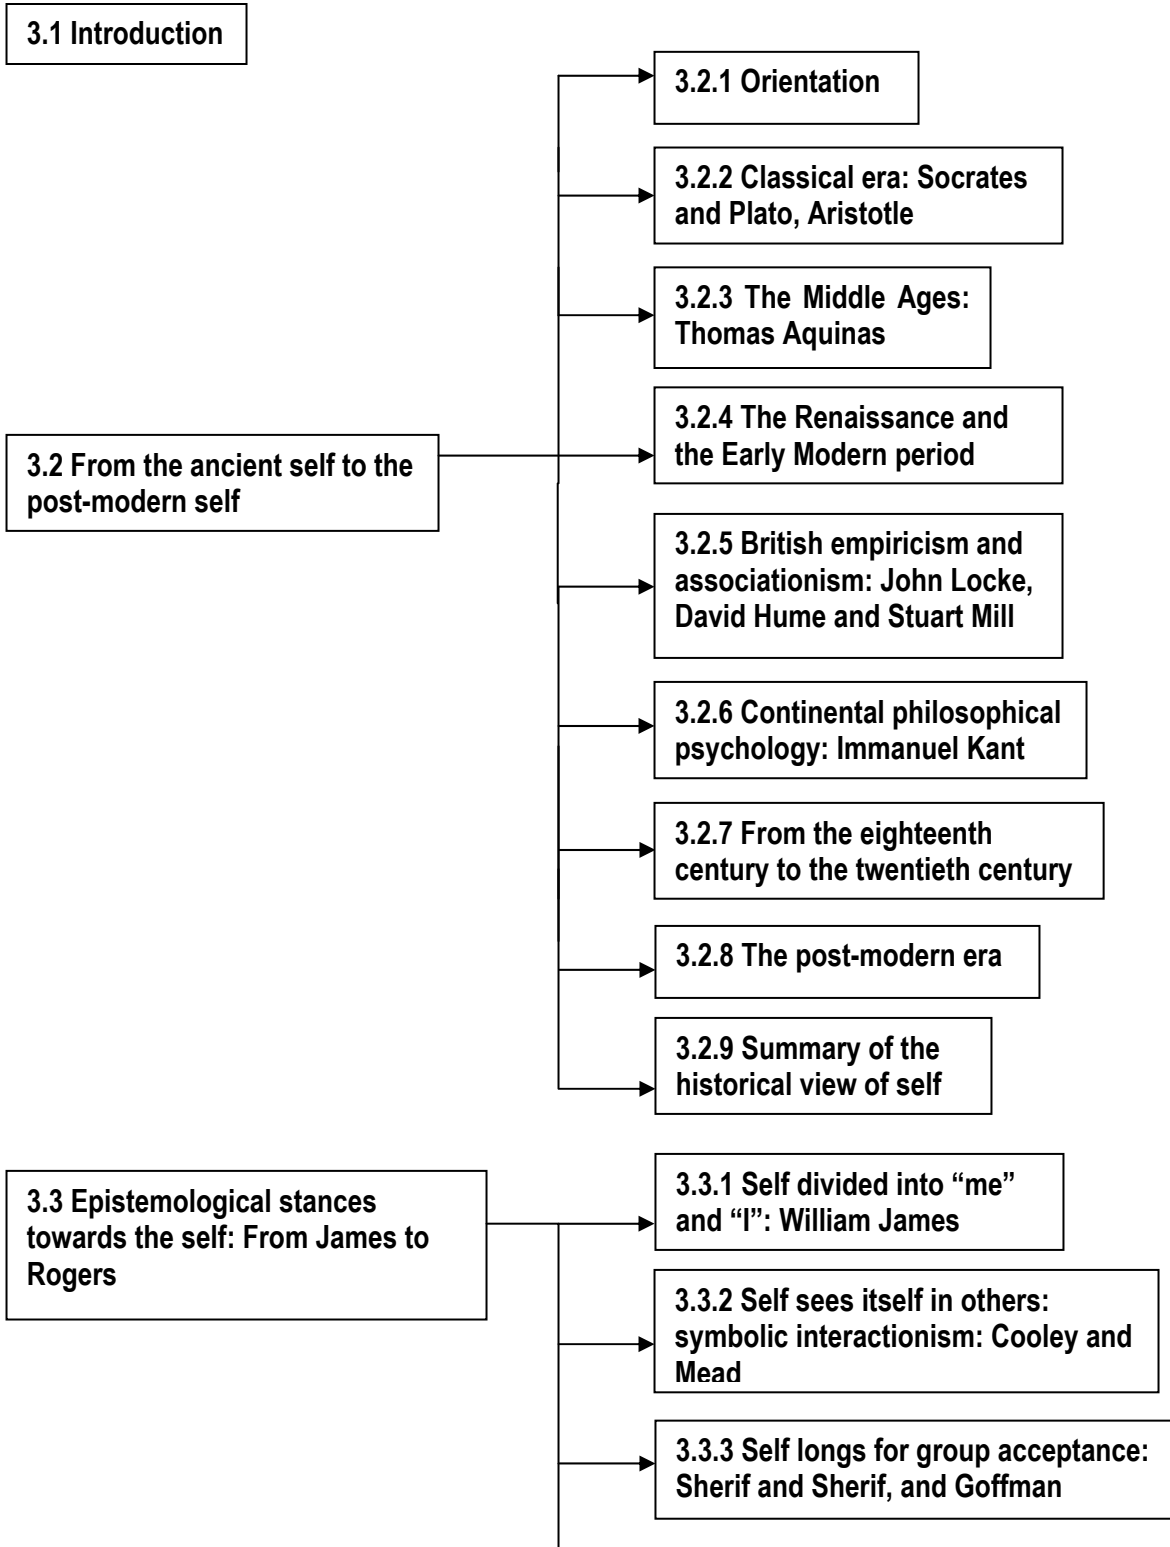 3.1 Introduction
3.2.1 Orientation
3.2.2 Classical era: Socrates
and Plato, Aristotle
3.2.3 The Middle Ages:
Thomas Aquinas
3.2.4 The Renaissance and
the Early Modern period
3.2 From the ancient self to the
post-modern self
3.2.5 British empiricism and
associationism: John Locke,
David Hume and Stuart Mill
3.2.6 Continental philosophical
psychology: Immanuel Kant
3.2.7 From the eighteenth
century to the twentieth century
3.2.8 The post-modern era
3.2.9 Summary of the
historical view of self
3.3 Epistemological stances
towards the self: From James to
Rogers
3.3.1 Self divided into “me”
and “I”: William James
3.3.2 Self sees itself in others:
symbolic interactionism: Cooley and
Mead
3.3.3 Self longs for group acceptance:
Sherif and Sherif, and Goffman